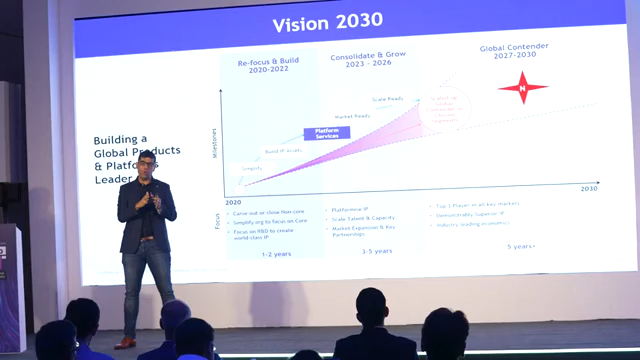 Vision 2030
Re-focus & Build
2020-2022
Consolidate & Grow
2023 - 2026
Global Contender
2027-2030
Building a
Global Products
& Platforms
Leader
Milestones
Simplify
Build IP Assets
Platform
Services
Market Ready
Scale Ready
N
2020
2030
Focus
• Carve out or close Non core
• Simplify org to focus on Core
• Focus on R&D to create
world-class IP
1-2 years
• Platformise IP
• Scale Talent & Capacity
• Market Expansion & Key
Partnerships
3-5 years
• Top 3 Player in all key markets
• Demonstrably Superior IP
• Industry leading economics
5 years+